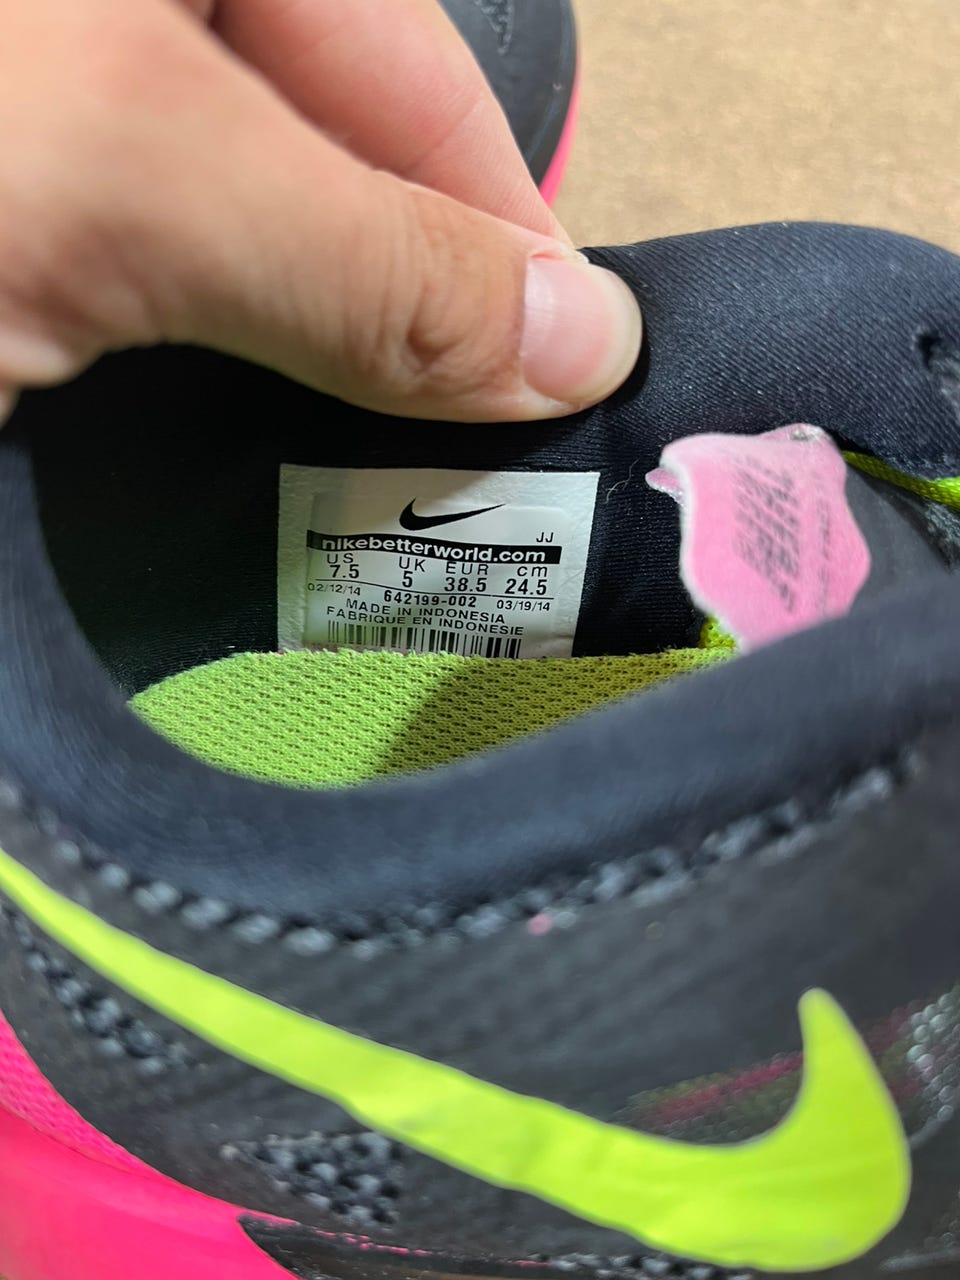 JJ
nikebetterworld.com
US UK EUR cm
7.5 5 38.5 24.5
02/12/14 642199-002 03/19/14
MADE IN INDONESIA
FABRIQUE EN INDONESIE